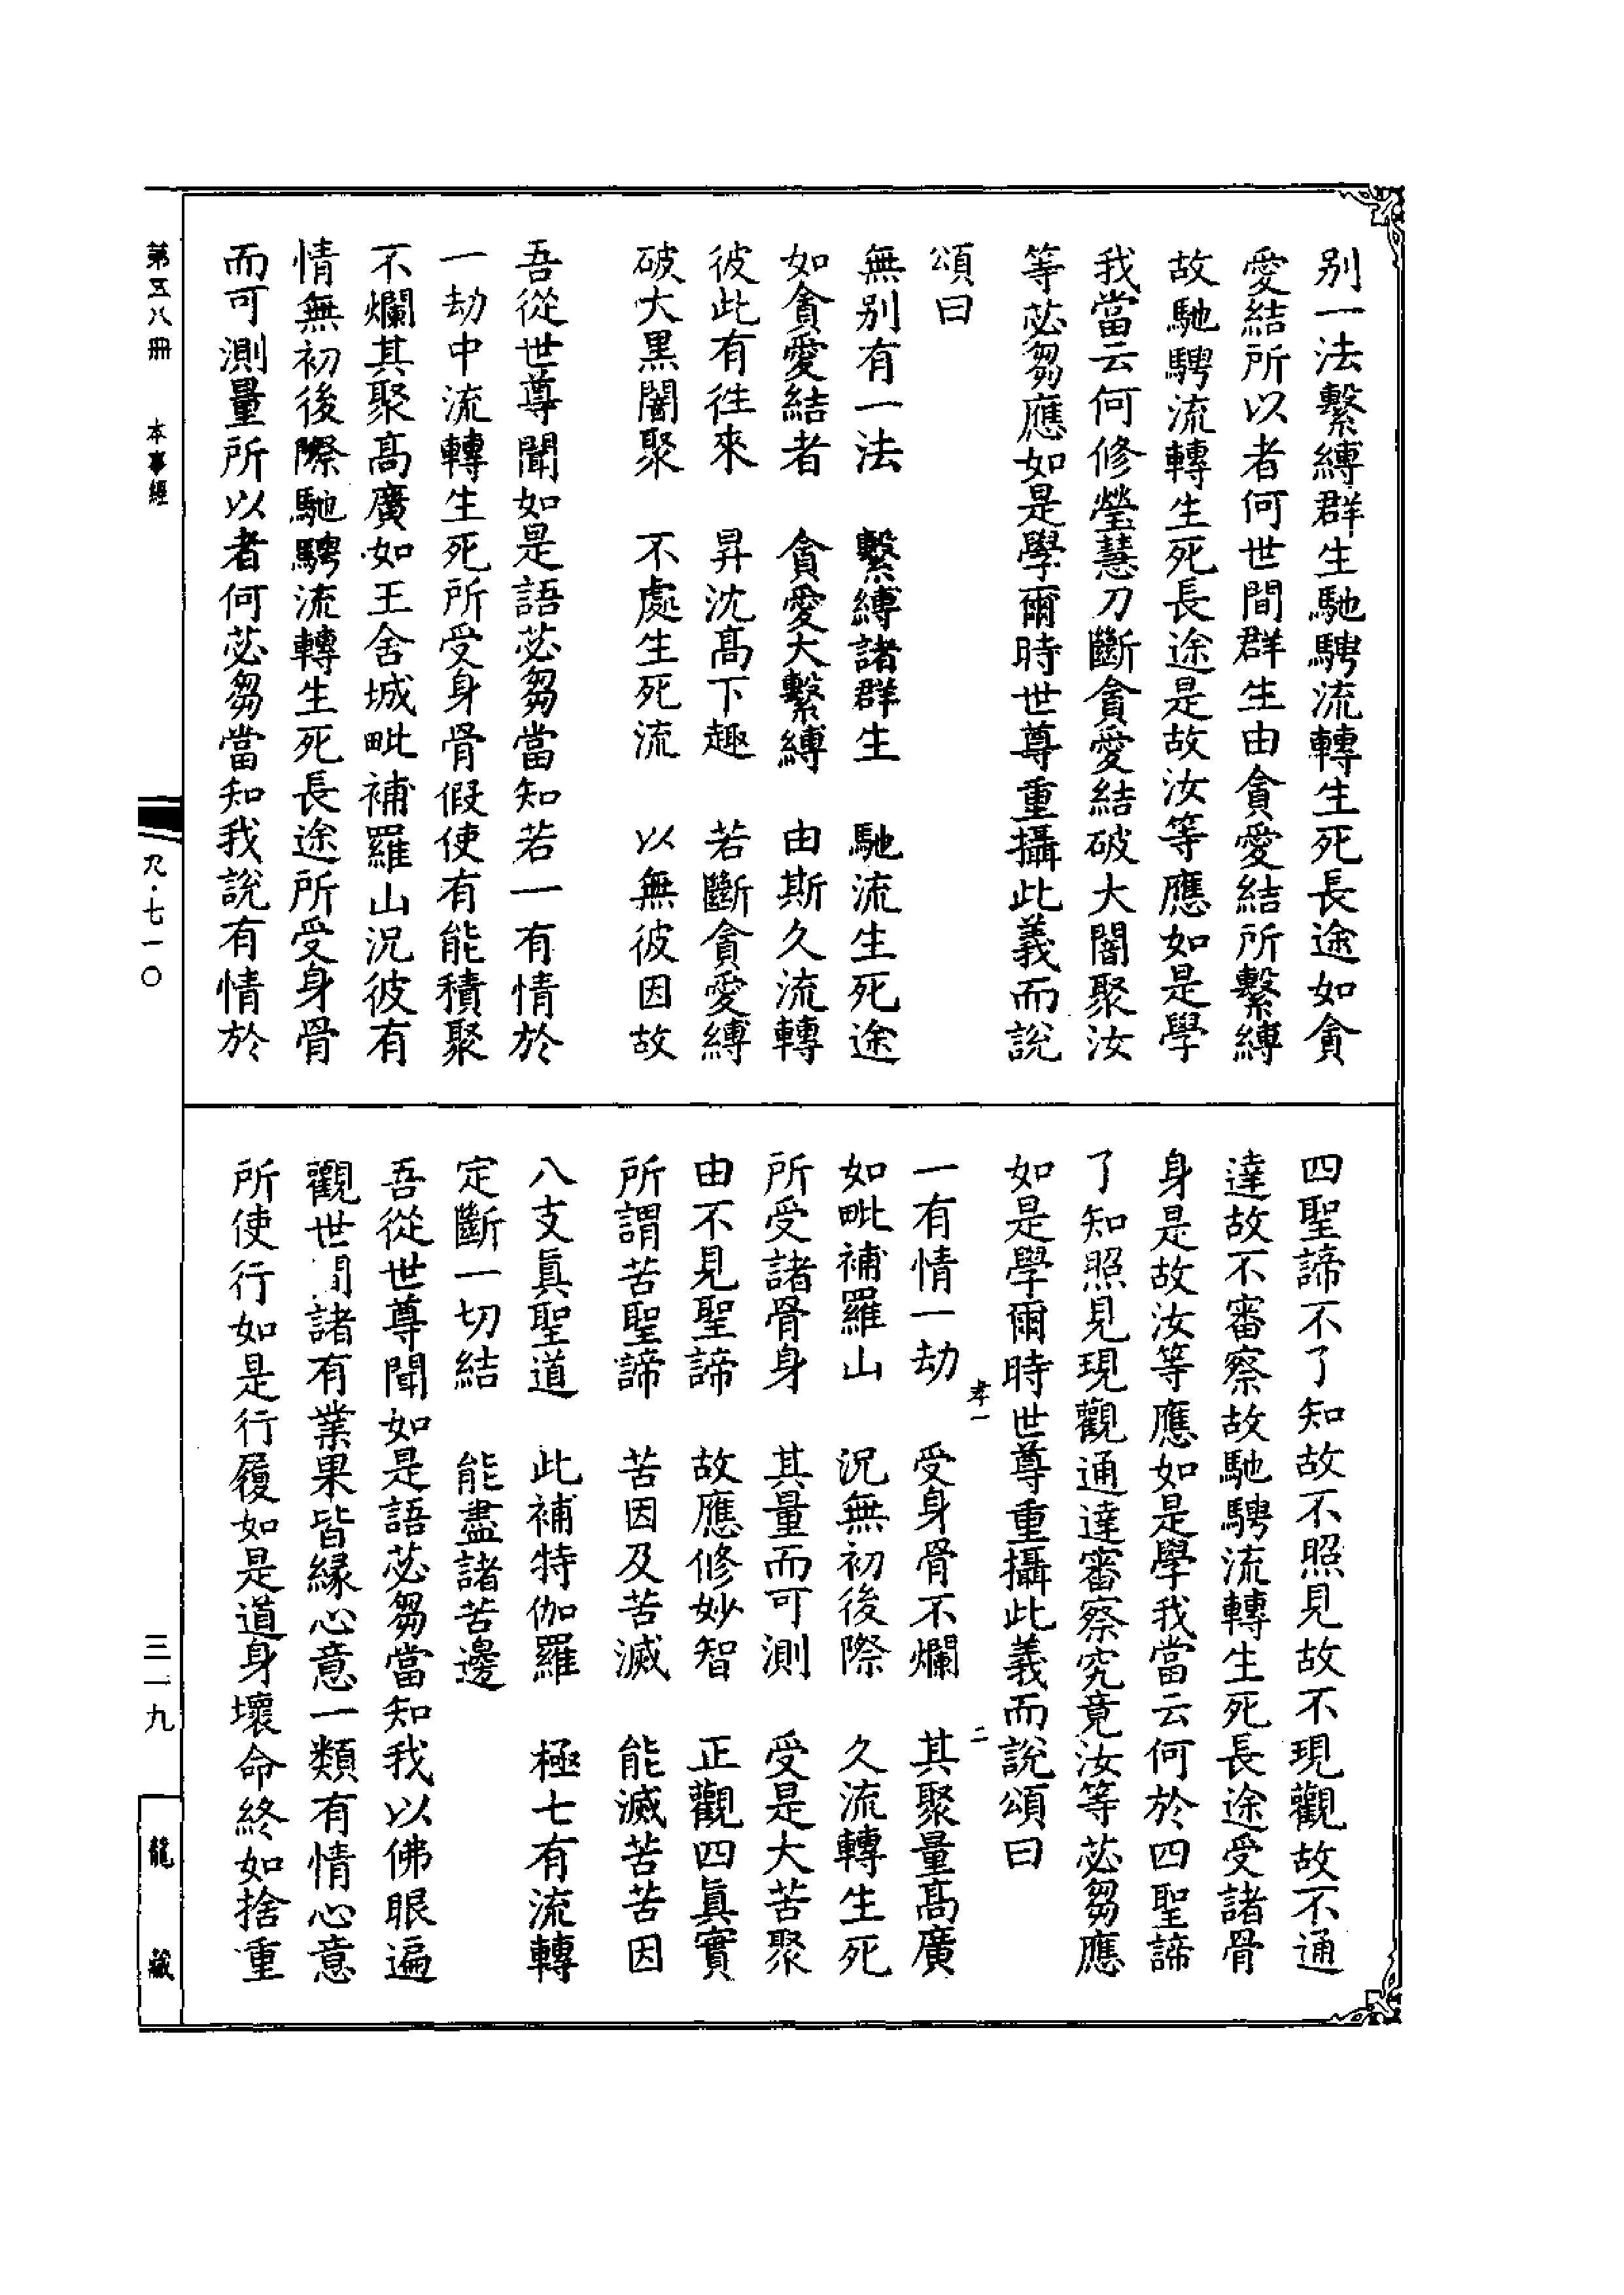 别一法繫縛群生馳騁流轉生死長途如貪
愛結所以者何世間群生由貪愛結所繫縛
故馳騁流轉生死長途是故汝等應如是學
我當云何修瑩慧刀斷貪愛結破大闇聚汝
等苾芻應如是學爾時世尊重攝此義而說
頌曰
無别有一法　繫縛諸群生　馳流生死途
如貪愛結者　貪愛大繫縛　由斯久流轉
彼此有往來　昇沈高下趣　若斷貪愛縛
破大黑闇聚　不處生死流　以無彼因故
吾從世尊聞如是語苾芻當知若一有情於
一劫中流轉生死所受身骨假使有能積聚
不爛其聚高廣如王舍城毗補羅山況彼有
情無初後際馳騁流轉生死長途所受身骨
而可測量所以者何苾芻當知我說有情於
四聖諦不了知故不照見故不現觀故不通
達故不審察故馳騁流轉生死長途受諸骨
身是故汝等應如是學我當云何於四聖諦
了知照見現觀通達審察究竟汝等苾芻應
如是學爾時世尊重攝此義而說頌曰
孝一　二
一有情一劫　受身骨不爛　其聚量高廣
如毗補羅山　況無初後際　久流轉生死
所受諸骨身　其量而可測　受是大苦聚
由不見聖諦　故應修妙智　正觀四真實
所謂苦聖諦　苦因及苦滅　能滅苦苦因
八支真聖道　此補特伽羅　極七有流轉
定斷一切結　能盡諸苦邊
吾從世尊聞如是語苾芻當知我以佛眼遍
觀世間諸有業果皆緣心意一類有情心意
所使行行如是行履如是道身壞命終如捨重
第五八冊　本事經
六·七一〇
三一九
龍藏